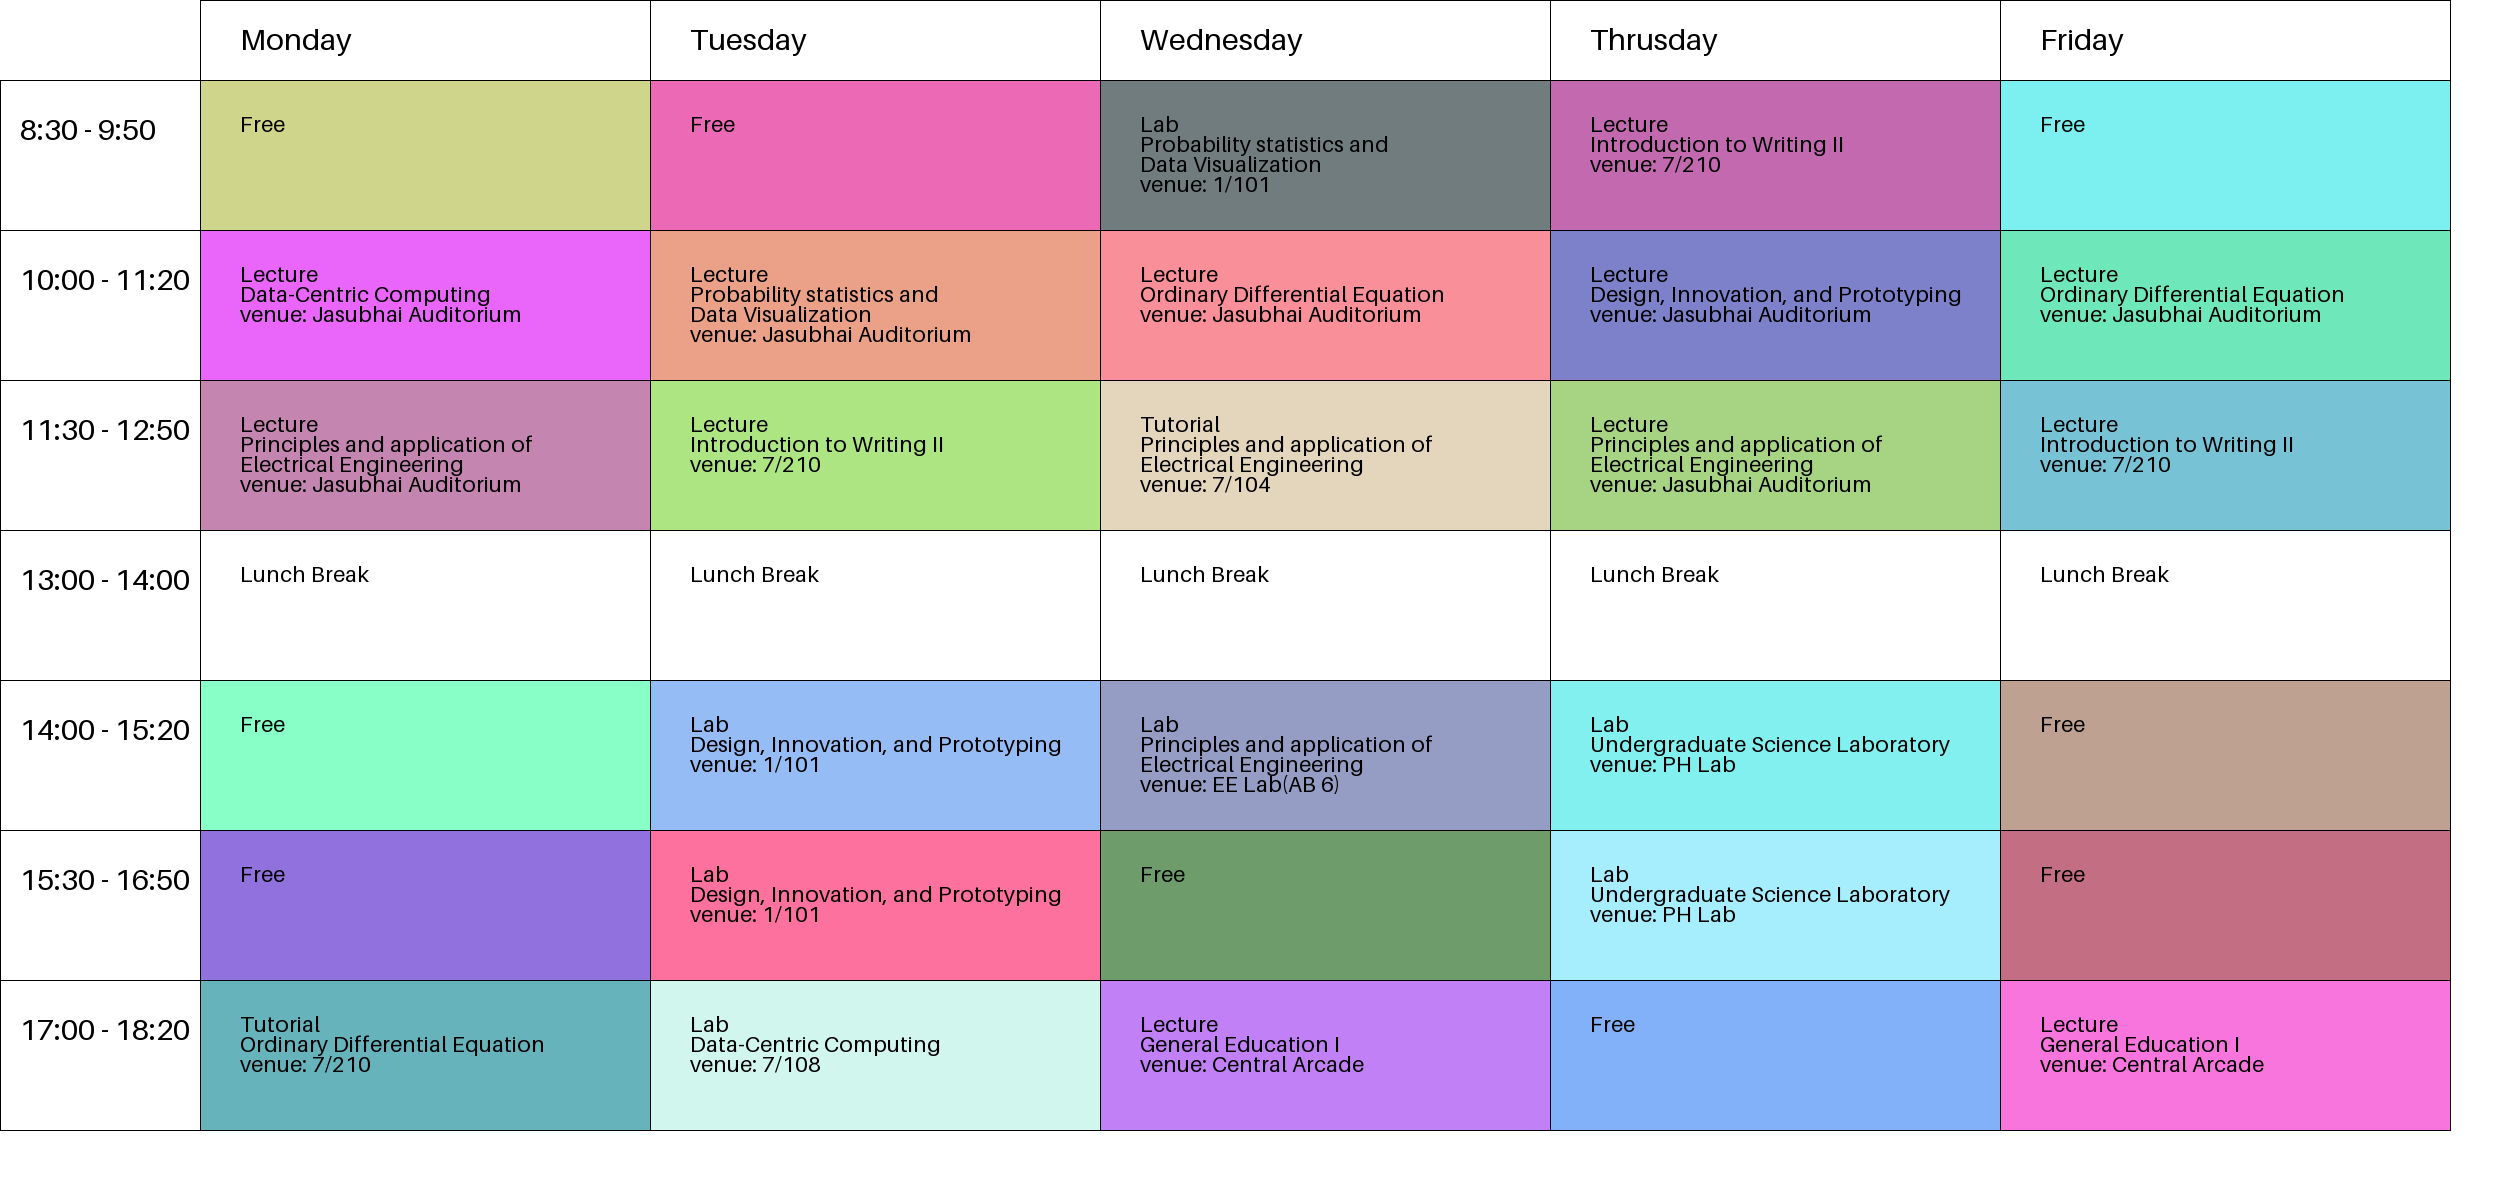 Monday Tuesday Wednesday Thrusday Friday
8:30 - 9:50
Free
Free
Lab
Probability statistics and
Data Visualization
venue: 1/101
Lecture
Introduction to Writing II
venue: 7/210
Free
10:00 - 11:20
Lecture
Data-Centric Computing
venue: Jasubhai Auditorium
Lecture
Probability statistics and
Data Visualization
venue: Jasubhai Auditorium
Lecture
Ordinary Differential Equation
venue: Jasubhai Auditorium
Lecture
Design, Innovation, and Prototyping
venue: Jasubhai Auditorium
Lecture
Ordinary Differential Equation
venue: Jasubhai Auditorium
11:30 - 12:50
Lecture
Principles and application of
Electrical Engineering
venue: Jasubhai Auditorium
Lecture
Introduction to Writing II
venue: 7/210
Tutorial
Principles and application of
Electrical Engineering
venue: 7/104
Lecture
Principles and application of
Electrical Engineering
venue: Jasubhai Auditorium
Lecture
Introduction to Writing II
venue: 7/210
13:00 - 14:00
Lunch Break
Lunch Break
Lunch Break
Lunch Break
Lunch Break
14:00 - 15:20
Free
Lab
Design, Innovation, and Prototyping
venue: 1/101
Lab
Principles and application of
Electrical Engineering
venue: EE Lab(AB 6)
Lab
Undergraduate Science Laboratory
venue: PH Lab
Free
15:30 - 16:50
Free
Lab
Design, Innovation, and Prototyping
venue: 1/101
Free
Lab
Undergraduate Science Laboratory
venue: PH Lab
Free
17:00 - 18:20
Tutorial
Ordinary Differential Equation
venue: 7/210
Lab
Data-Centric Computing
venue: 7/108
Lecture
General Education I
venue: Central Arcade
Free
Lecture
General Education I
venue: Central Arcade